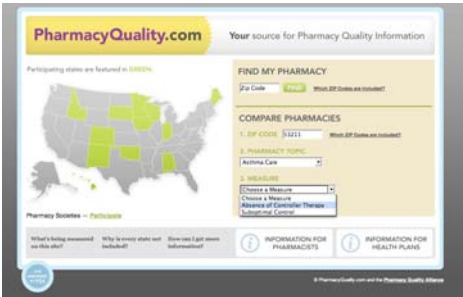 PharmacyQuality.com
Your source for Pharmacy Quality Information
Participating states are featured in GREEN.
FIND MY PHARMACY
Zip Code FIND Which ZIP Codes are included?
COMPARE PHARMACIES
1. ZIP CODE 53211 Which ZIP Codes are included?
2. PHARMACY TOPIC
Asthma Care
3. MEASURE
Choose a Measure
Choose a Measure
Absence of Controller Therapy
Suboptimal Control
Pharmacy Societies — Participate
What's being measured on this site?
Why is every state not included?
How can I get more information?
i INFORMATION FOR PHARMACISTS
i INFORMATION FOR HEALTH PLANS
© PharmacyQuality.com and the Pharmacy Quality Alliance